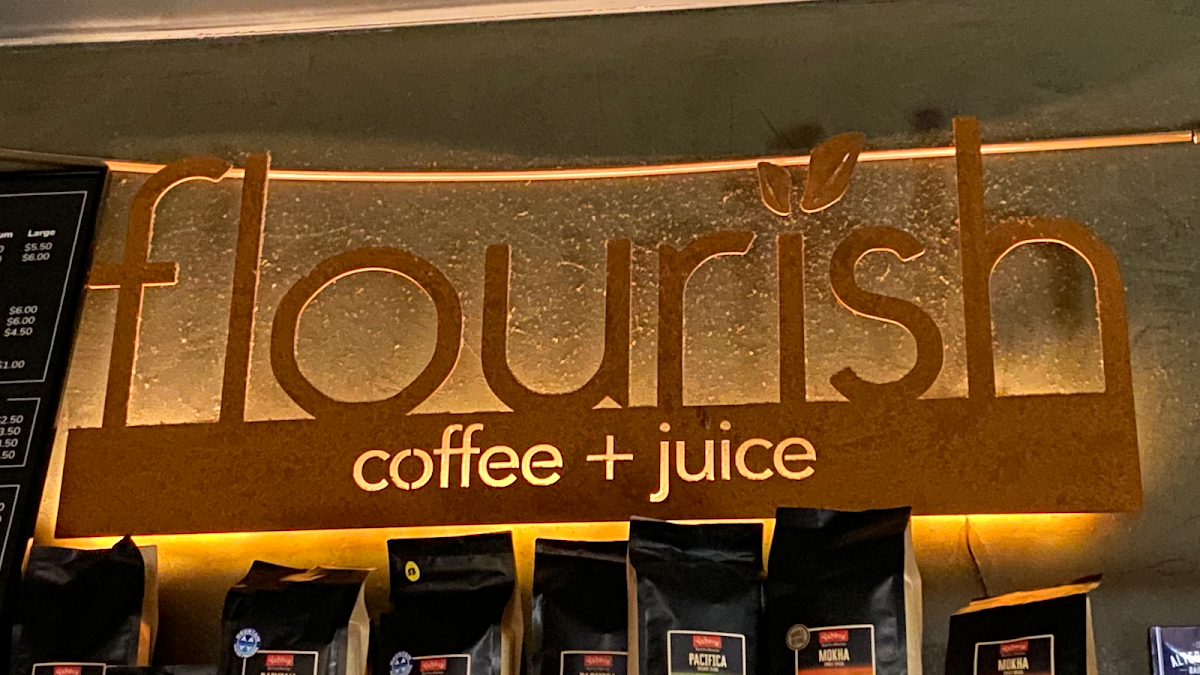 flourish
coffee + juice
Large
$5.50
$6.00
$6.00
$6.00
$4.50
$1.00
PACIFICA
MOKHA
MOKHA